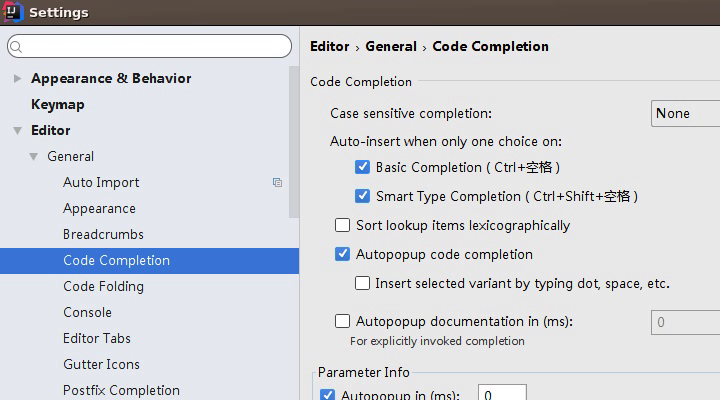 IJ Settings
Editor › General › Code Completion
Appearance & Behavior
Keymap
Editor
General
Auto Import
Appearance
Breadcrumbs
Code Completion
Code Folding
Console
Editor Tabs
Gutter Icons
Postfix Completion
Code Completion
Case sensitive completion: None
Auto-insert when only one choice on:
Basic Completion ( Ctrl+空格 )
Smart Type Completion ( Ctrl+Shift+空格 )
Sort lookup items lexicographically
Autopopup code completion
Insert selected variant by typing dot, space, etc.
Autopopup documentation in (ms): 0
For explicitly invoked completion
Parameter Info
Autopopup in (ms): 0